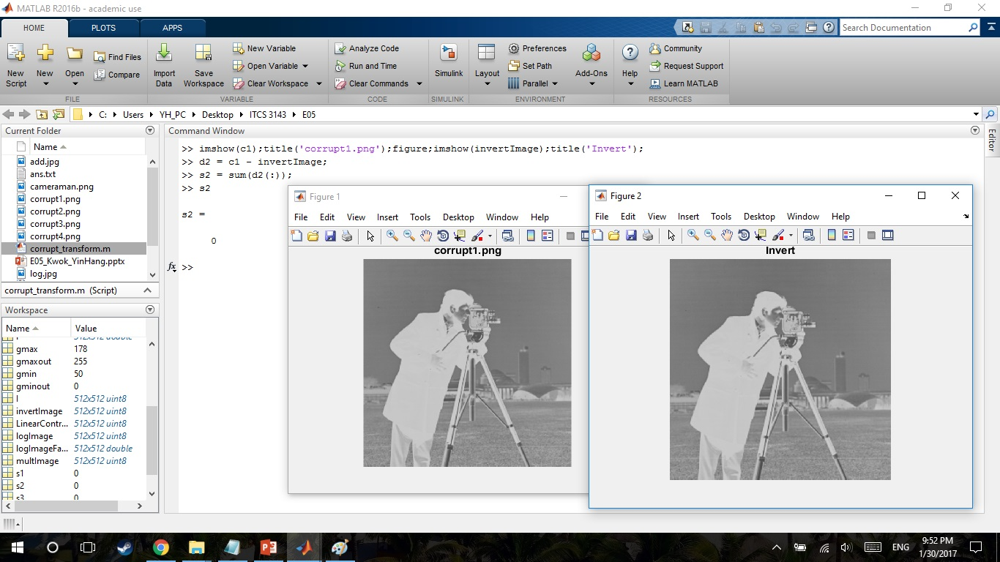 MATLAB R2016b - academic use
HOME PLOTS APPS
Search Documentation
New Script
New
Open
Find Files
Compare
FILE
Import Data
Save Workspace
New Variable
Open Variable
Clear Workspace
VARIABLE
Analyze Code
Run and Time
Clear Commands
CODE
Simulink
SIMULINK
Layout
Preferences
Set Path
Parallel
Add-Ons
ENVIRONMENT
Help
Community
Request Support
Learn MATLAB
RESOURCES
C: Users YH_PC Desktop ITCS 3143 E05
Current Folder
Name
add.jpg
ans.txt
cameraman.png
corrupt1.png
corrupt2.png
corrupt3.png
corrupt4.png
corrupt_transform.m
E05_Kwok_YinHang.pptx
log.jpg
corrupt_transform.m (Script)
Workspace
Name Value
512x512 double
gmax 178
gmaxout 255
gmin 50
gminout 0
I 512x512 uint8
invertImage 512x512 uint8
LinearContr... 512x512 uint8
logImage 512x512 uint8
logImageFa... 512x512 double
multImage 512x512 uint8
s1 0
s2 0
s3 0
Command Window
>> imshow(c1);title('corrupt1.png');figure;imshow(invertImage);title('Invert');
>> d2 = c1 - invertImage;
>> s2 = sum(d2(:));
>> s2
s2 =
0
fx >>
Editor
Figure 1
File Edit View Insert Tools Desktop Window Help
corrupt1.png
Figure 2
File Edit View Insert Tools Desktop Window Help
Invert
ENG
9:52 PM
1/30/2017